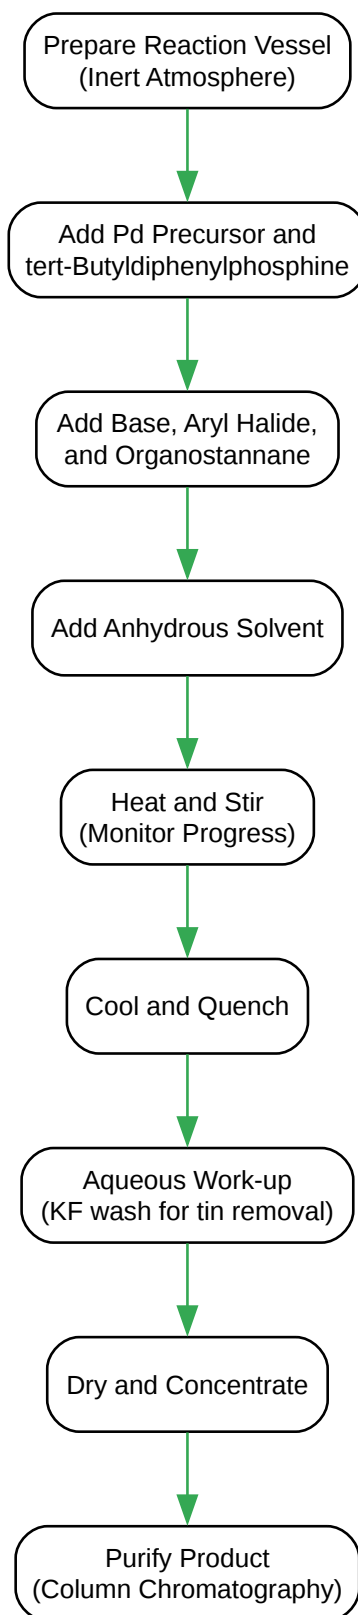 Prepare Reaction Vessel
(Inert Atmosphere)
Add Pd Precursor and
tert-Butyldiphenylphosphine
Add Base, Aryl Halide,
and Organostannane
Add Anhydrous Solvent
Heat and Stir
(Monitor Progress)
Cool and Quench
Aqueous Work-up
(KF wash for tin removal)
Dry and Concentrate
Purify Product
(Column Chromatography)